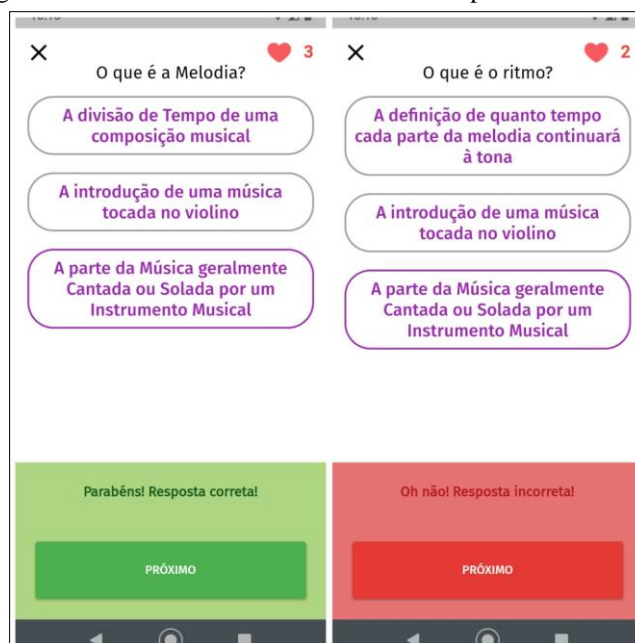 3
O que é a Melodia?
A divisão de Tempo de uma
composição musical
A introdução de uma música
tocada no violino
A parte da Música geralmente
Cantada ou Solada por um
Instrumento Musical
Parabéns! Resposta correta!
PRÓXIMO
2
O que é o ritmo?
A definição de quanto tempo
cada parte da melodia continuará
à tona
A introdução de uma música
tocada no violino
A parte da Música geralmente
Cantada ou Solada por um
Instrumento Musical
Oh não! Resposta incorreta!
PRÓXIMO